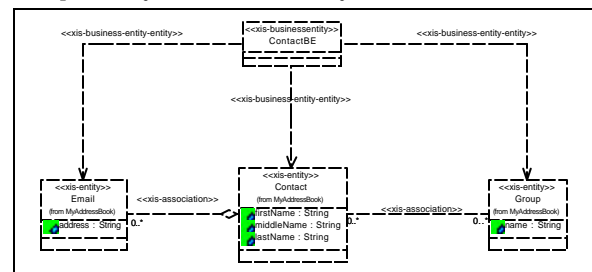 <<xis-businessentity>>
ContactBE
<<xis-business-entity-entity>>
<<xis-business-entity-entity>>
<<xis-business-entity-entity>>
<<xis-entity>>
Email
(from MyAddressBook)
address : String
0..*
<<xis-association>>
<<xis-entity>>
Contact
(from MyAddressBook)
firstName : String
middleName : String
lastName : String
0..*
<<xis-association>>
0..*
<<xis-entity>>
Group
(from MyAddressBook)
name : String